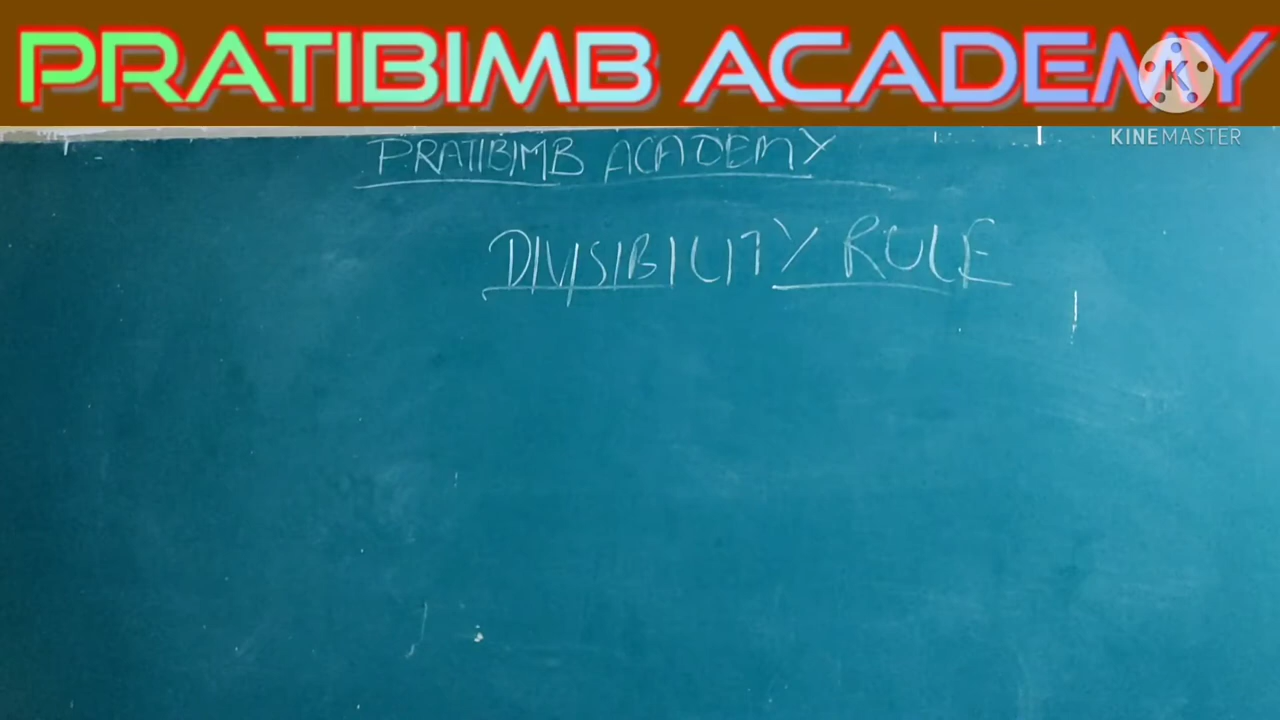 PRATIBIMB ACADEMY
K
KINEMASTER
PRATIBIMB ACADEMY
DIVISIBILITY RULE